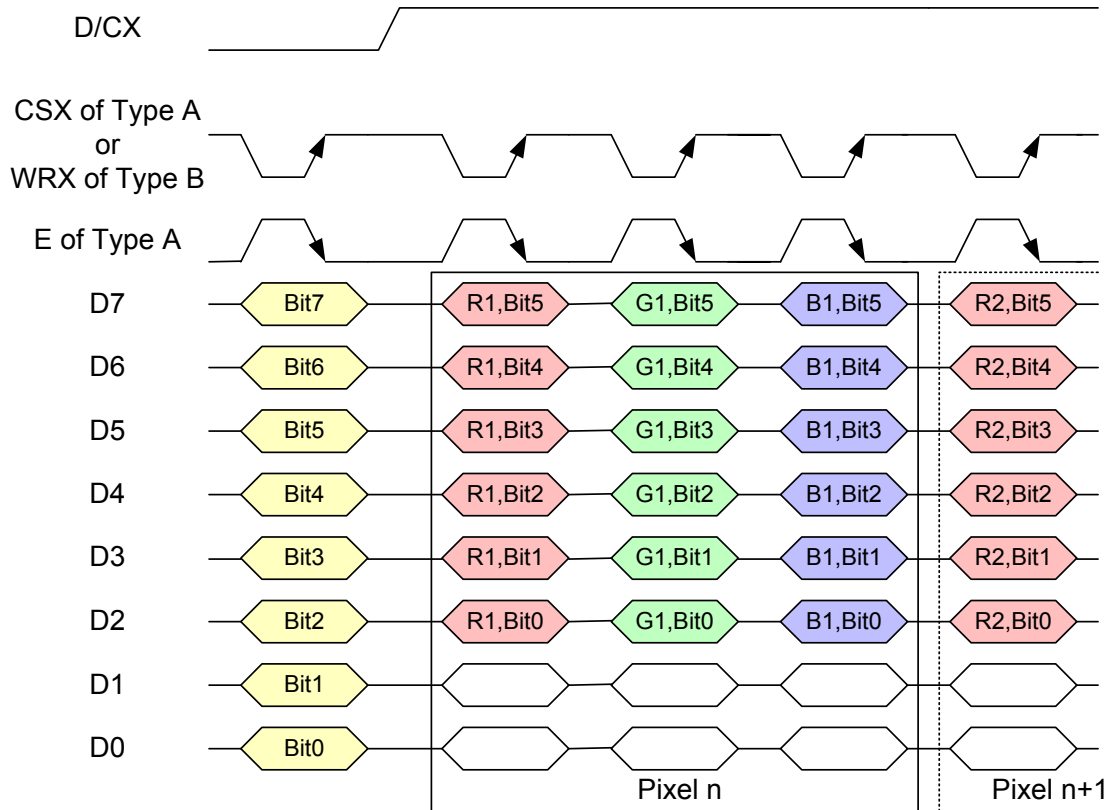 D/CX
CSX of Type A
or
WRX of Type B
E of Type A
D7 Bit7 R1,Bit5 G1,Bit5 B1,Bit5 R2,Bit5
D6 Bit6 R1,Bit4 G1,Bit4 B1,Bit4 R2,Bit4
D5 Bit5 R1,Bit3 G1,Bit3 B1,Bit3 R2,Bit3
D4 Bit4 R1,Bit2 G1,Bit2 B1,Bit2 R2,Bit2
D3 Bit3 R1,Bit1 G1,Bit1 B1,Bit1 R2,Bit1
D2 Bit2 R1,Bit0 G1,Bit0 B1,Bit0 R2,Bit0
D1 Bit1
D0 Bit0
Pixel n Pixel n+1